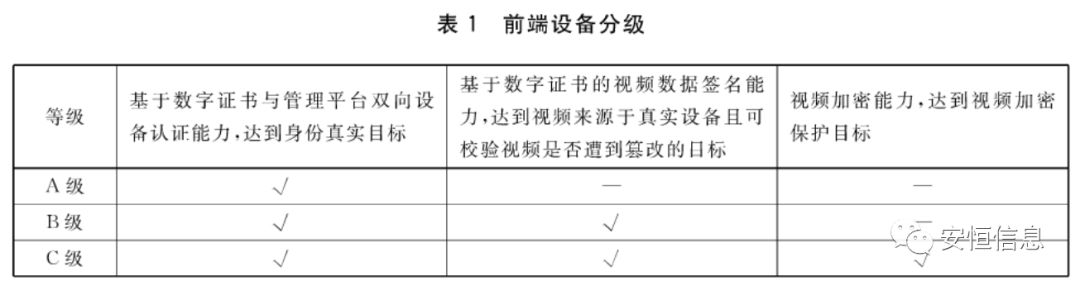 表1 前端设备分级
等级
基于数字证书与管理平台双向设
备认证能力,达到身份真实目标
基于数字证书的视频数据签名能
力,达到视频来源于真实设备且可
校验视频是否遭到篡改的目标
视频加密能力,达到视频加密
保护目标
A级 √ — —
B级 √ √ —
C级 √ √ √
安恒信息